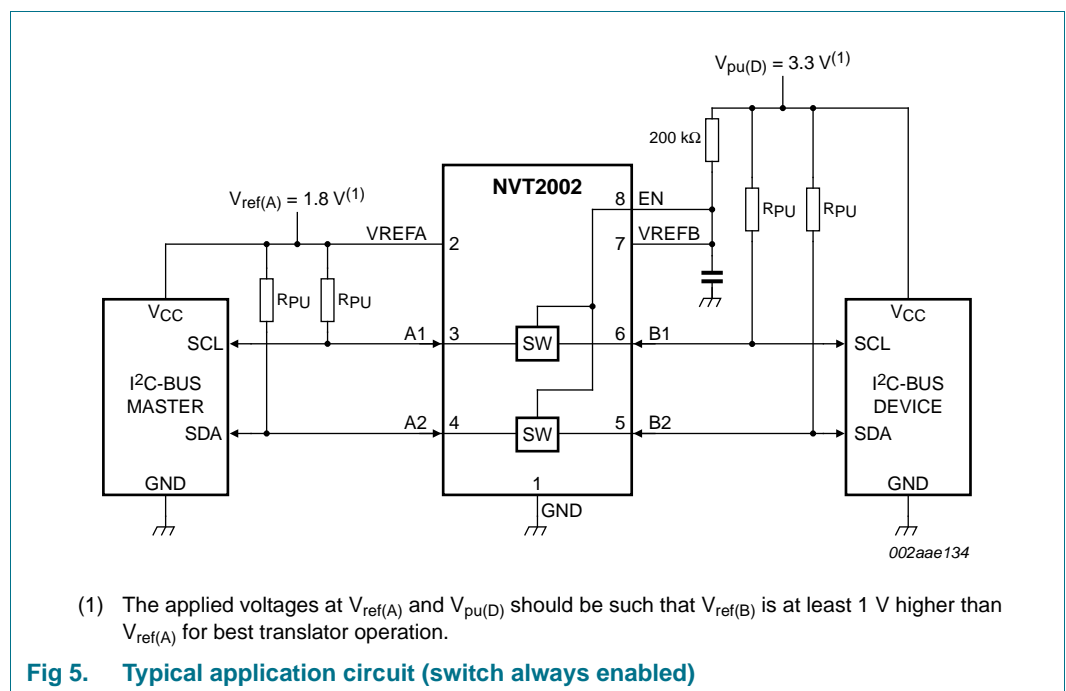 Vpu(D) = 3.3 V(1)
200 kΩ
NVT2002
Vref(A) = 1.8 V(1)
8 EN
RPU RPU
VREFA 2
7 VREFB
RPU RPU
VCC
VCC
SCL
A1 3
SW
6 B1
SCL
I2C-BUS
MASTER
I2C-BUS
DEVICE
SDA
A2 4
SW
5 B2
SDA
GND
1
GND
GND
002aae134
(1) The applied voltages at Vref(A) and Vpu(D) should be such that Vref(B) is at least 1 V higher than
Vref(A) for best translator operation.
Fig 5. Typical application circuit (switch always enabled)